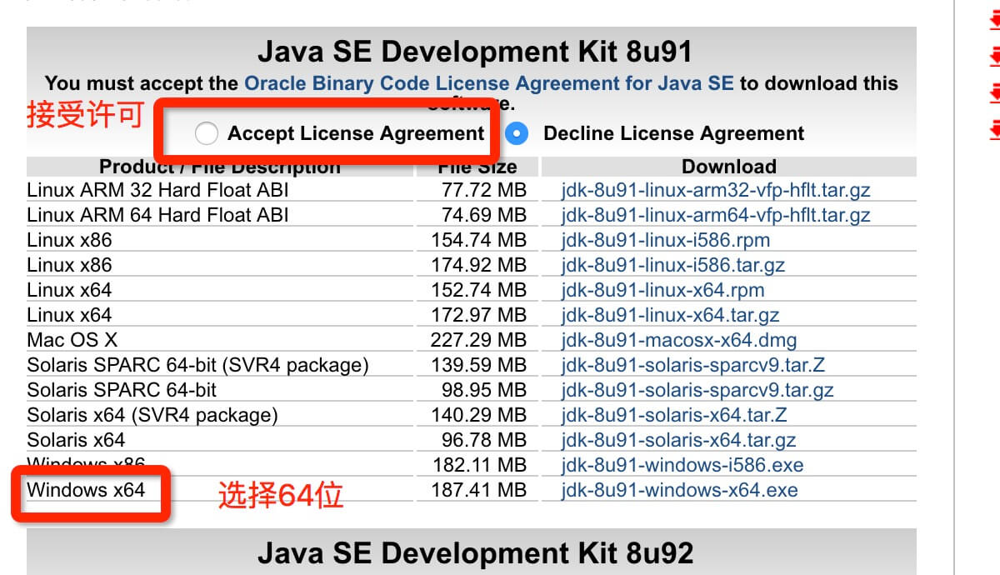 Java SE Development Kit 8u91
You must accept the Oracle Binary Code License Agreement for Java SE to download this
software.
接受许可
Accept License Agreement Decline License Agreement
Product / File Description File Size Download
Linux ARM 32 Hard Float ABI 77.72 MB jdk-8u91-linux-arm32-vfp-hflt.tar.gz
Linux ARM 64 Hard Float ABI 74.69 MB jdk-8u91-linux-arm64-vfp-hflt.tar.gz
Linux x86 154.74 MB jdk-8u91-linux-i586.rpm
Linux x86 174.92 MB jdk-8u91-linux-i586.tar.gz
Linux x64 152.74 MB jdk-8u91-linux-x64.rpm
Linux x64 172.97 MB jdk-8u91-linux-x64.tar.gz
Mac OS X 227.29 MB jdk-8u91-macosx-x64.dmg
Solaris SPARC 64-bit (SVR4 package) 139.59 MB jdk-8u91-solaris-sparcv9.tar.Z
Solaris SPARC 64-bit 98.95 MB jdk-8u91-solaris-sparcv9.tar.gz
Solaris x64 (SVR4 package) 140.29 MB jdk-8u91-solaris-x64.tar.Z
Solaris x64 96.78 MB jdk-8u91-solaris-x64.tar.gz
Windows x86 182.11 MB jdk-8u91-windows-i586.exe
Windows x64 选择64位 187.41 MB jdk-8u91-windows-x64.exe
Java SE Development Kit 8u92